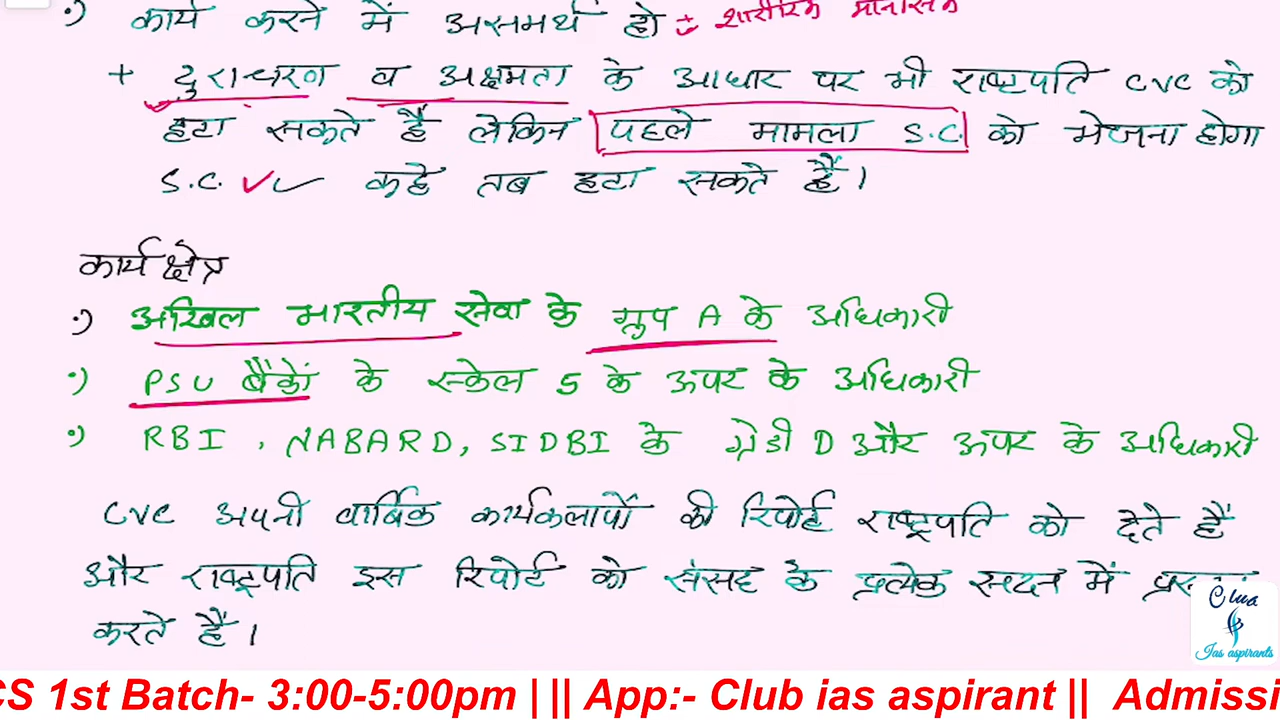 •) कार्य करने में असमर्थ हो ÷ शारीरिक मानसिक
+ दुराचरण व अक्षमता के आधार पर भी राष्टपति CVC को
हटा सकते हैं लेकिन पहले मामला S.C. को भेजना होगा
S.C. ✓✓ कहे तब हटा सकते हैं।
कार्यक्षेत्र
•) अखिल भारतीय सेवा के ग्रुप A के अधिकारी
•) PSU बैंकों के स्केल 5 के ऊपर के अधिकारी
•) RBI, NABARD, SIDBI के ग्रेडी D और ऊपर के अधिकारी
CVC अपनी वार्षिक कार्यकलापों की रिपोर्ट राष्ट्रपति को देते हैं
और राष्ट्रपति इस रिपोर्ट को संसद के प्रत्येक सदन में
करते हैं।
Club
Ias aspirants
CS 1st Batch- 3:00-5:00pm | || App:- Club ias aspirant || Admissi